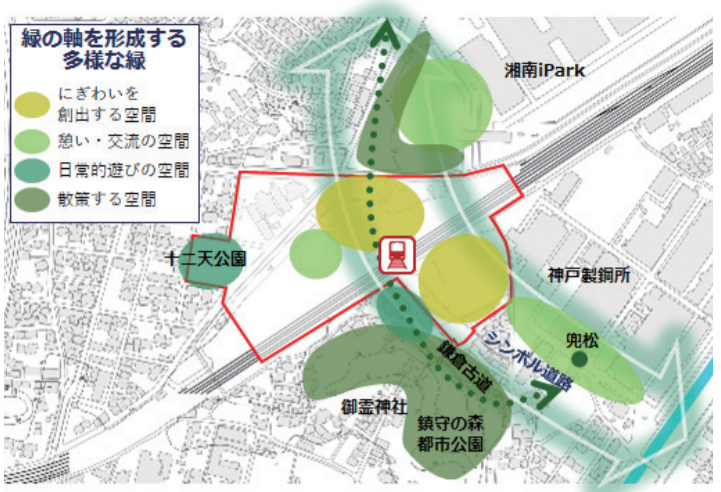 緑の軸を形成する
多様な緑
にぎわいを
創出する空間
憩い・交流の空間
日常的遊びの空間
散策する空間
湘南iPark
十二天公園
神戸製鋼所
兜松
シンボル道路
鎌倉古道
御霊神社
鎮守の森
都市公園